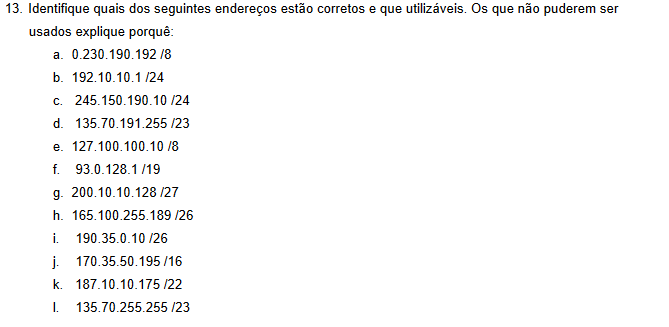 13. Identifique quais dos seguintes endereços estão corretos e que utilizáveis. Os que não puderem ser
usados explique porquê:
a. 0.230.190.192 /8
b. 192.10.10.1 /24
c. 245.150.190.10 /24
d. 135.70.191.255 /23
e. 127.100.100.10 /8
f. 93.0.128.1 /19
g. 200.10.10.128 /27
h. 165.100.255.189 /26
i. 190.35.0.10 /26
j. 170.35.50.195 /16
k. 187.10.10.175 /22
l. 135.70.255.255 /23